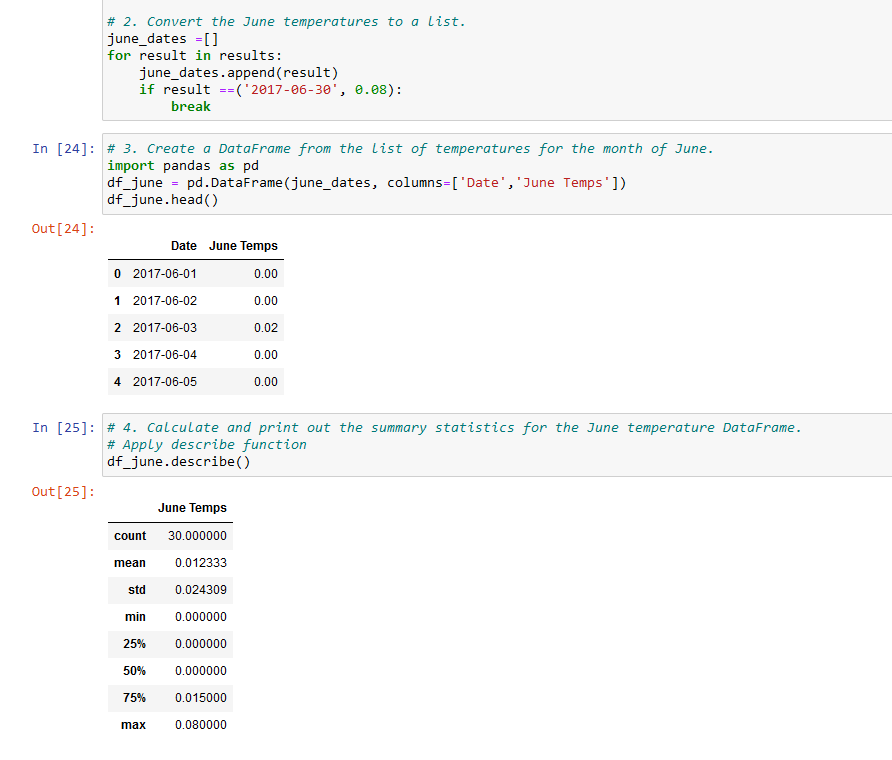 # 2. Convert the June temperatures to a list.
june_dates =[]
for result in results:
    june_dates.append(result)
    if result ==('2017-06-30', 0.08):
        break
In [24]: # 3. Create a DataFrame from the list of temperatures for the month of June.
import pandas as pd
df_june = pd.DataFrame(june_dates, columns=['Date','June Temps'])
df_june.head()
Out[24]:
Date June Temps
0 2017-06-01 0.00
1 2017-06-02 0.00
2 2017-06-03 0.02
3 2017-06-04 0.00
4 2017-06-05 0.00
In [25]: # 4. Calculate and print out the summary statistics for the June temperature DataFrame.
# Apply describe function
df_june.describe()
Out[25]:
June Temps
count 30.000000
mean 0.012333
std 0.024309
min 0.000000
25% 0.000000
50% 0.000000
75% 0.015000
max 0.080000